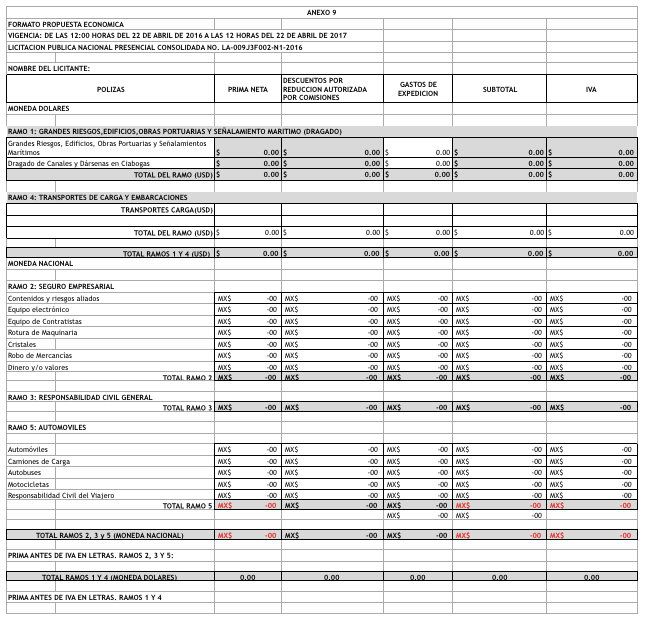 ANEXO 9
FORMATO PROPUESTA ECONOMICA
VIGENCIA: DE LAS 12:00 HORAS DEL 22 DE ABRIL DE 2016 A LAS 12 HORAS DEL 22 DE ABRIL DE 2017
LICITACION PUBLICA NACIONAL PRESENCIAL CONSOLIDADA NO. LA-009J3F002-N1-2016
NOMBRE DEL LICITANTE:
POLIZAS PRIMA NETA DESCUENTOS POR REDUCCION AUTORIZADA POR COMISIONES GASTOS DE EXPEDICION SUBTOTAL IVA
MONEDA DOLARES
RAMO 1: GRANDES RIESGOS,EDIFICIOS,OBRAS PORTUARIAS Y SEÑALAMIENTO MARITIMO (DRAGADO)
Grandes Riesgos, Edificios, Obras Portuarias y Señalamientos
Marítimos $ 0.00 $ 0.00 $ 0.00 $ 0.00 $ 0.00
Dragado de Canales y Dársenas en Ciabogas $ 0.00 $ 0.00 $ 0.00 $ 0.00 $ 0.00
TOTAL DEL RAMO (USD) $ 0.00 $ 0.00 $ 0.00 $ 0.00 $ 0.00
RAMO 4: TRANSPORTES DE CARGA Y EMBARCACIONES
TRANSPORTES CARGA(USD)
TOTAL DEL RAMO (USD) $ 0.00 $ 0.00 $ 0.00 $ 0.00 $ 0.00
TOTAL RAMOS 1 Y 4 (USD) $ 0.00 $ 0.00 $ 0.00 $ 0.00 $ 0.00
MONEDA NACIONAL
RAMO 2: SEGURO EMPRESARIAL
Contenidos y riesgos aliados MX$ -00 MX$ -00 MX$ -00 MX$ -00 MX$ -00
Equipo electrónico MX$ -00 MX$ -00 MX$ -00 MX$ -00 MX$ -00
Equipo de Contratistas MX$ -00 MX$ -00 MX$ -00 MX$ -00 MX$ -00
Rotura de Maquinaria MX$ -00 MX$ -00 MX$ -00 MX$ -00 MX$ -00
Cristales MX$ -00 MX$ -00 MX$ -00 MX$ -00 MX$ -00
Robo de Mercancías MX$ -00 MX$ -00 MX$ -00 MX$ -00 MX$ -00
Dinero y/o valores MX$ -00 MX$ -00 MX$ -00 MX$ -00 MX$ -00
TOTAL RAMO 2 MX$ -00 MX$ -00 MX$ -00 MX$ -00 MX$ -00
RAMO 3: RESPONSABILIDAD CIVIL GENERAL
TOTAL RAMO 3 MX$ -00 MX$ -00 MX$ -00 MX$ -00 MX$ -00
RAMO 5: AUTOMOVILES
Automóviles MX$ -00 MX$ -00 MX$ -00 MX$ -00 MX$ -00
Camiones de Carga MX$ -00 MX$ -00 MX$ -00 MX$ -00 MX$ -00
Autobuses MX$ -00 MX$ -00 MX$ -00 MX$ -00 MX$ -00
Motocicletas MX$ -00 MX$ -00 MX$ -00 MX$ -00 MX$ -00
Responsabilidad Civil del Viajero MX$ -00 MX$ -00 MX$ -00 MX$ -00 MX$ -00
TOTAL RAMO 5 MX$ -00 MX$ -00 MX$ -00 MX$ -00 MX$ -00
MX$ -00 MX$ -00
TOTAL RAMOS 2, 3 y 5 (MONEDA NACIONAL) MX$ -00 MX$ -00 MX$ -00 MX$ -00 MX$ -00
PRIMA ANTES DE IVA EN LETRAS. RAMOS 2, 3 Y 5:
TOTAL RAMOS 1 Y 4 (MONEDA DOLARES) 0.00 0.00 0.00 0.00 0.00
PRIMA ANTES DE IVA EN LETRAS. RAMOS 1 Y 4